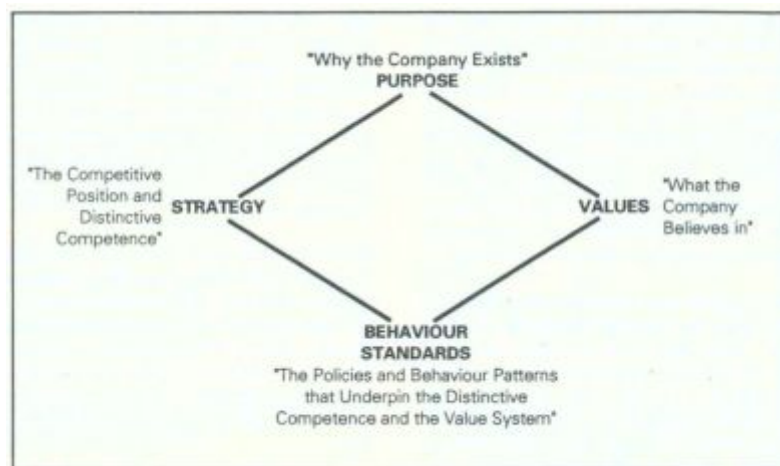 "Why the Company Exists"
PURPOSE
"The Competitive
Position and
Distinctive
Competence"
STRATEGY
VALUES
"What the
Company
Believes in"
BEHAVIOUR
STANDARDS
"The Policies and Behaviour Patterns
that Underpin the Distinctive
Competence and the Value System"